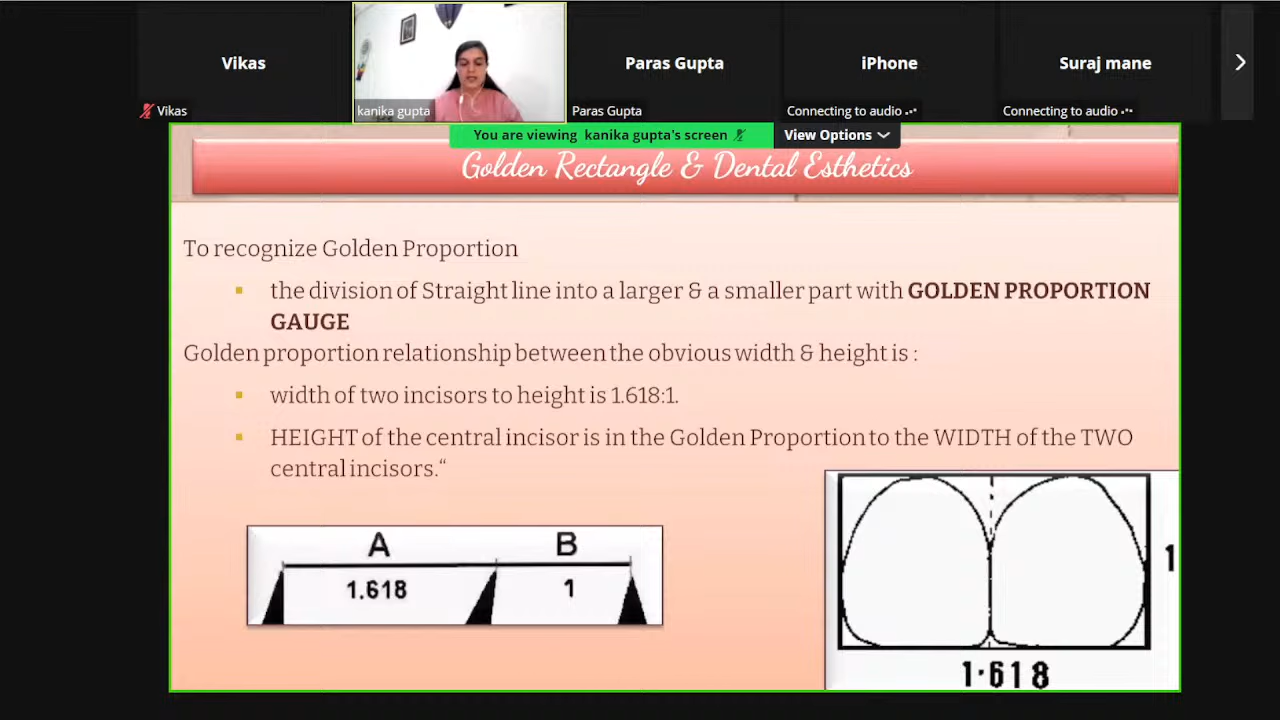 Vikas
Paras Gupta
iPhone
Suraj mane
Vikas
kanika gupta
Paras Gupta
Connecting to audio
Connecting to audio
You are viewing kanika gupta's screen
View Options
Golden Rectangle & Dental Esthetics
To recognize Golden Proportion
the division of Straight line into a larger & a smaller part with GOLDEN PROPORTION
GAUGE
Golden proportion relationship between the obvious width & height is :
width of two incisors to height is 1.618:1.
HEIGHT of the central incisor is in the Golden Proportion to the WIDTH of the TWO
central incisors.“
A B
1.618 1
1
1·618